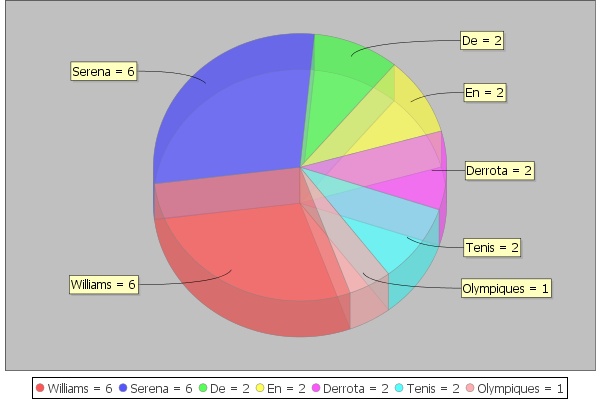 De = 2
Serena = 6
En = 2
Derrota = 2
Tenis = 2
Williams = 6
Olympiques = 1
Williams = 6 Serena = 6 De = 2 En = 2 Derrota = 2 Tenis = 2 Olympiques = 1